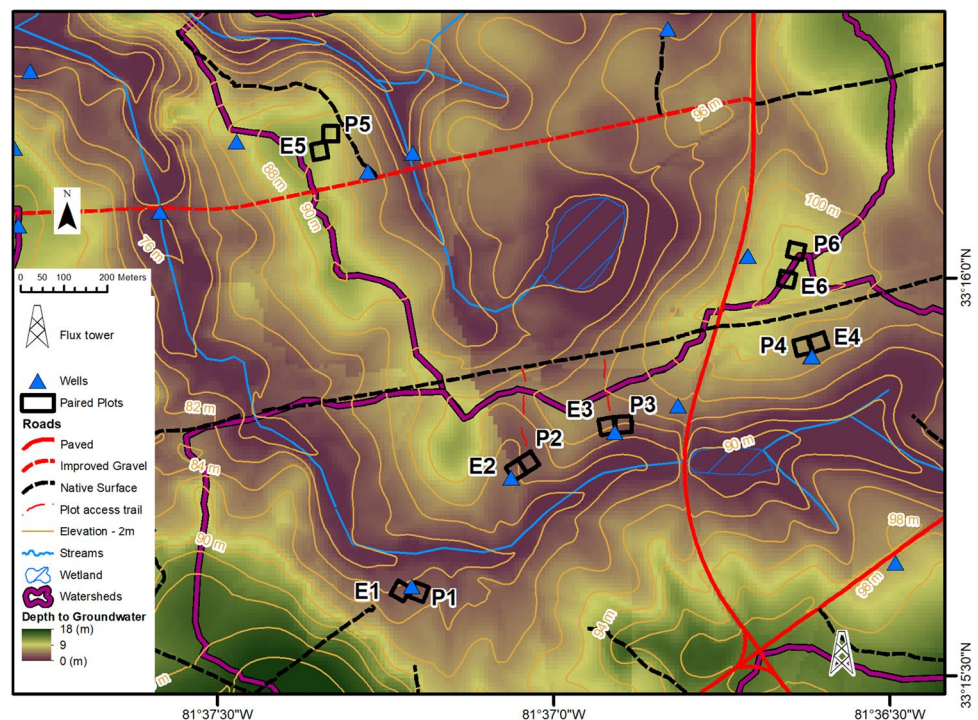 96 m
P5
E5
88 m
90 m
N
76 m
100 m
P6
E6
33°16'0"N
0 50 100 200 Meters
Flux tower
Wells
Paired Plots
Roads
Paved
Improved Gravel
Native Surface
Plot access trail
Elevation - 2m
Streams
Wetland
Watersheds
Depth to Groundwater
18 (m)
9
0 (m)
P4
E4
82 m
E3
P3
84 m
P2
E2
90 m
90 m
98 m
98 m
E1
P1
94 m
m
33°15'30"N
81°37'30"W
81°37'0"W
81°36'30"W